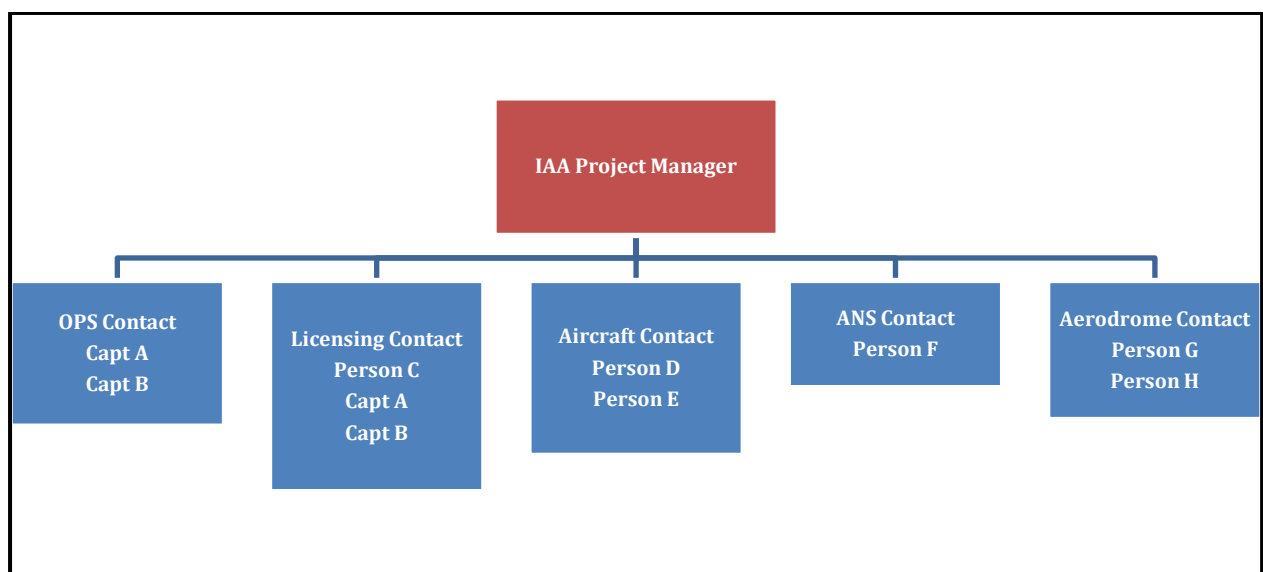 IAA Project Manager
OPS Contact
Capt A
Capt B
Licensing Contact
Person C
Capt A
Capt B
Aircraft Contact
Person D
Person E
ANS Contact
Person F
Aerodrome Contact
Person G
Person H